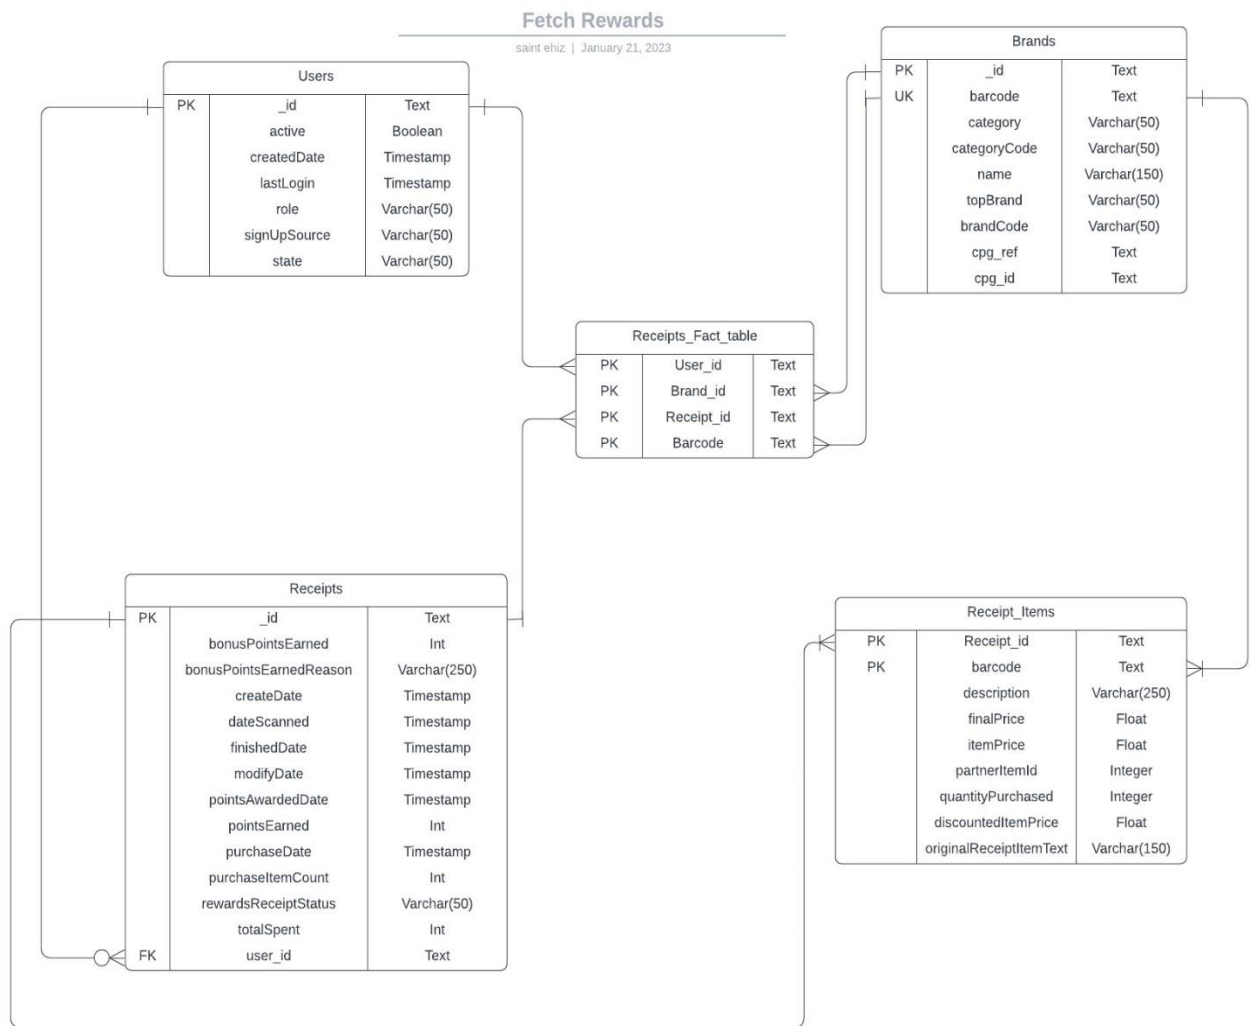 Fetch Rewards
saint ehiz | January 21, 2023
Users
PK _id Text
active Boolean
createdDate Timestamp
lastLogin Timestamp
role Varchar(50)
signUpSource Varchar(50)
state Varchar(50)
Brands
PK _id Text
UK barcode Text
category Varchar(50)
categoryCode Varchar(50)
name Varchar(150)
topBrand Varchar(50)
brandCode Varchar(50)
cpg_ref Text
cpg_id Text
Receipts_Fact_table
PK User_id Text
PK Brand_id Text
PK Receipt_id Text
PK Barcode Text
Receipts
PK _id Text
bonusPointsEarned Int
bonusPointsEarnedReason Varchar(250)
createDate Timestamp
dateScanned Timestamp
finishedDate Timestamp
modifyDate Timestamp
pointsAwardedDate Timestamp
pointsEarned Int
purchaseDate Timestamp
purchaseItemCount Int
rewardsReceiptStatus Varchar(50)
totalSpent Int
FK user_id Text
Receipt_Items
PK Receipt_id Text
PK barcode Text
description Varchar(250)
finalPrice Float
itemPrice Float
partnerItemId Integer
quantityPurchased Integer
discountedItemPrice Float
originalReceiptItemText Varchar(150)